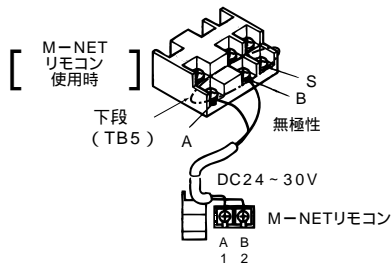 M－NET
リモコン
使用時
S
B
下段
無極性
（TB5）
A
DC24～30V
M－NETリモコン
A B
1 2